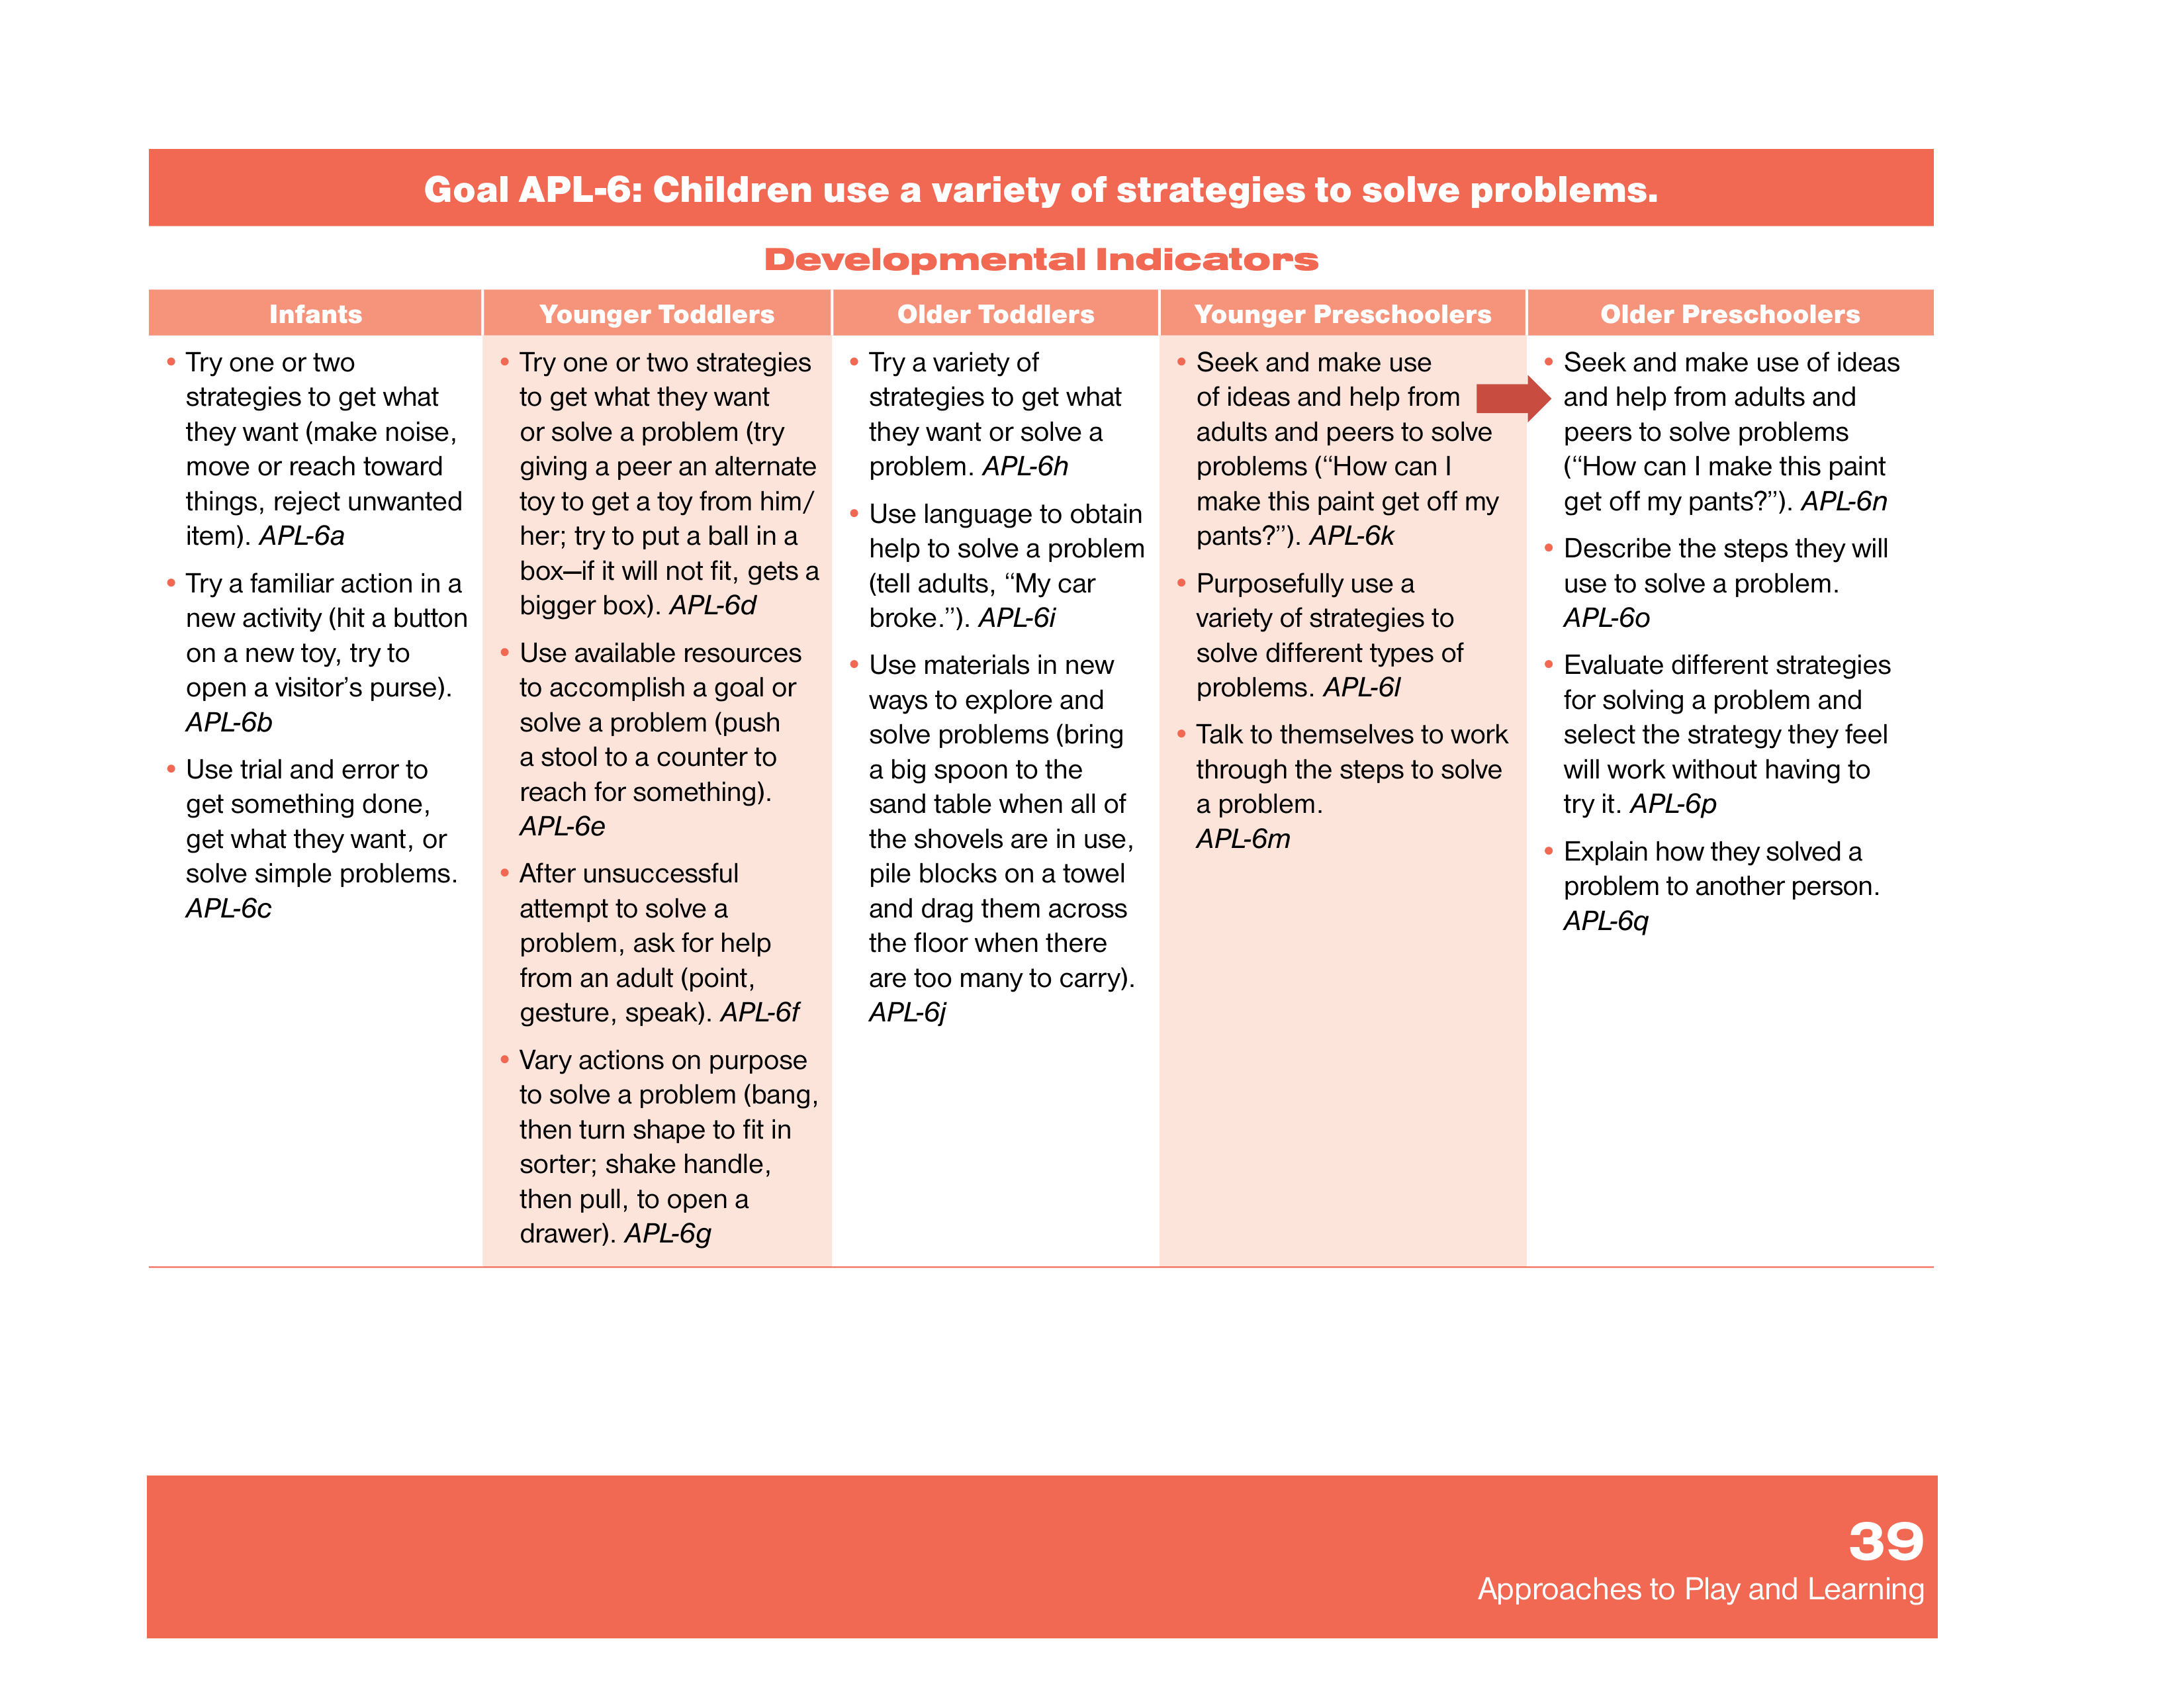 Goal APL-6: Children use a variety of strategies to solve problems.
Developmental Indicators
Infants
• Try one or two
strategies to get what
they want (make noise,
move or reach toward
things, reject unwanted
item). APL-6a
• Try a familiar action in a
new activity (hit a button
on a new toy, try to
open a visitor’s purse).
APL-6b
• Use trial and error to
get something done,
get what they want, or
solve simple problems.
APL-6c
Younger Toddlers
• Try one or two strategies
to get what they want
or solve a problem (try
giving a peer an alternate
toy to get a toy from him/
her; try to put a ball in a
box—if it will not fit, gets a
bigger box). APL-6d
• Use available resources
to accomplish a goal or
solve a problem (push
a stool to a counter to
reach for something).
APL-6e
• After unsuccessful
attempt to solve a
problem, ask for help
from an adult (point,
gesture, speak). APL-6f
• Vary actions on purpose
to solve a problem (bang,
then turn shape to fit in
sorter; shake handle,
then pull, to open a
drawer). APL-6g
Older Toddlers
• Try a variety of
strategies to get what
they want or solve a
problem. APL-6h
• Use language to obtain
help to solve a problem
(tell adults, “My car
broke.”). APL-6i
• Use materials in new
ways to explore and
solve problems (bring
a big spoon to the
sand table when all of
the shovels are in use,
pile blocks on a towel
and drag them across
the floor when there
are too many to carry).
APL-6j
Younger Preschoolers
• Seek and make use
of ideas and help from
adults and peers to solve
problems (“How can I
make this paint get off my
pants?”). APL-6k
• Purposefully use a
variety of strategies to
solve different types of
problems. APL-6l
• Talk to themselves to work
through the steps to solve
a problem.
APL-6m
Older Preschoolers
• Seek and make use of ideas
and help from adults and
peers to solve problems
(“How can I make this paint
get off my pants?”). APL-6n
• Describe the steps they will
use to solve a problem.
APL-6o
• Evaluate different strategies
for solving a problem and
select the strategy they feel
will work without having to
try it. APL-6p
• Explain how they solved a
problem to another person.
APL-6q
39
Approaches to Play and Learning